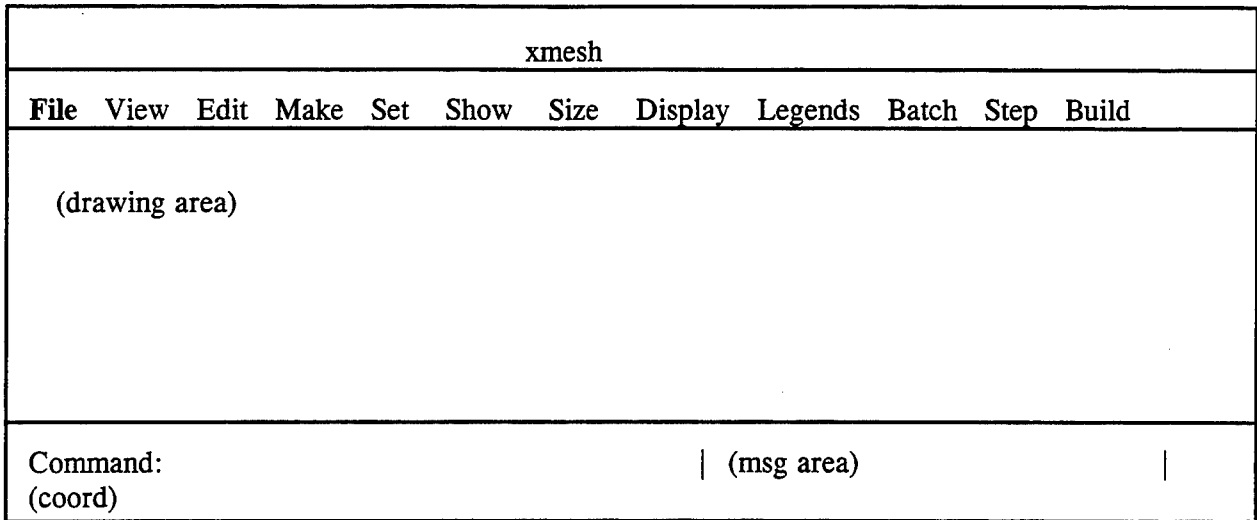 xmesh
File View Edit Make Set Show Size Display Legends Batch Step Build
(drawing area)
Command: | (msg area) |
(coord)